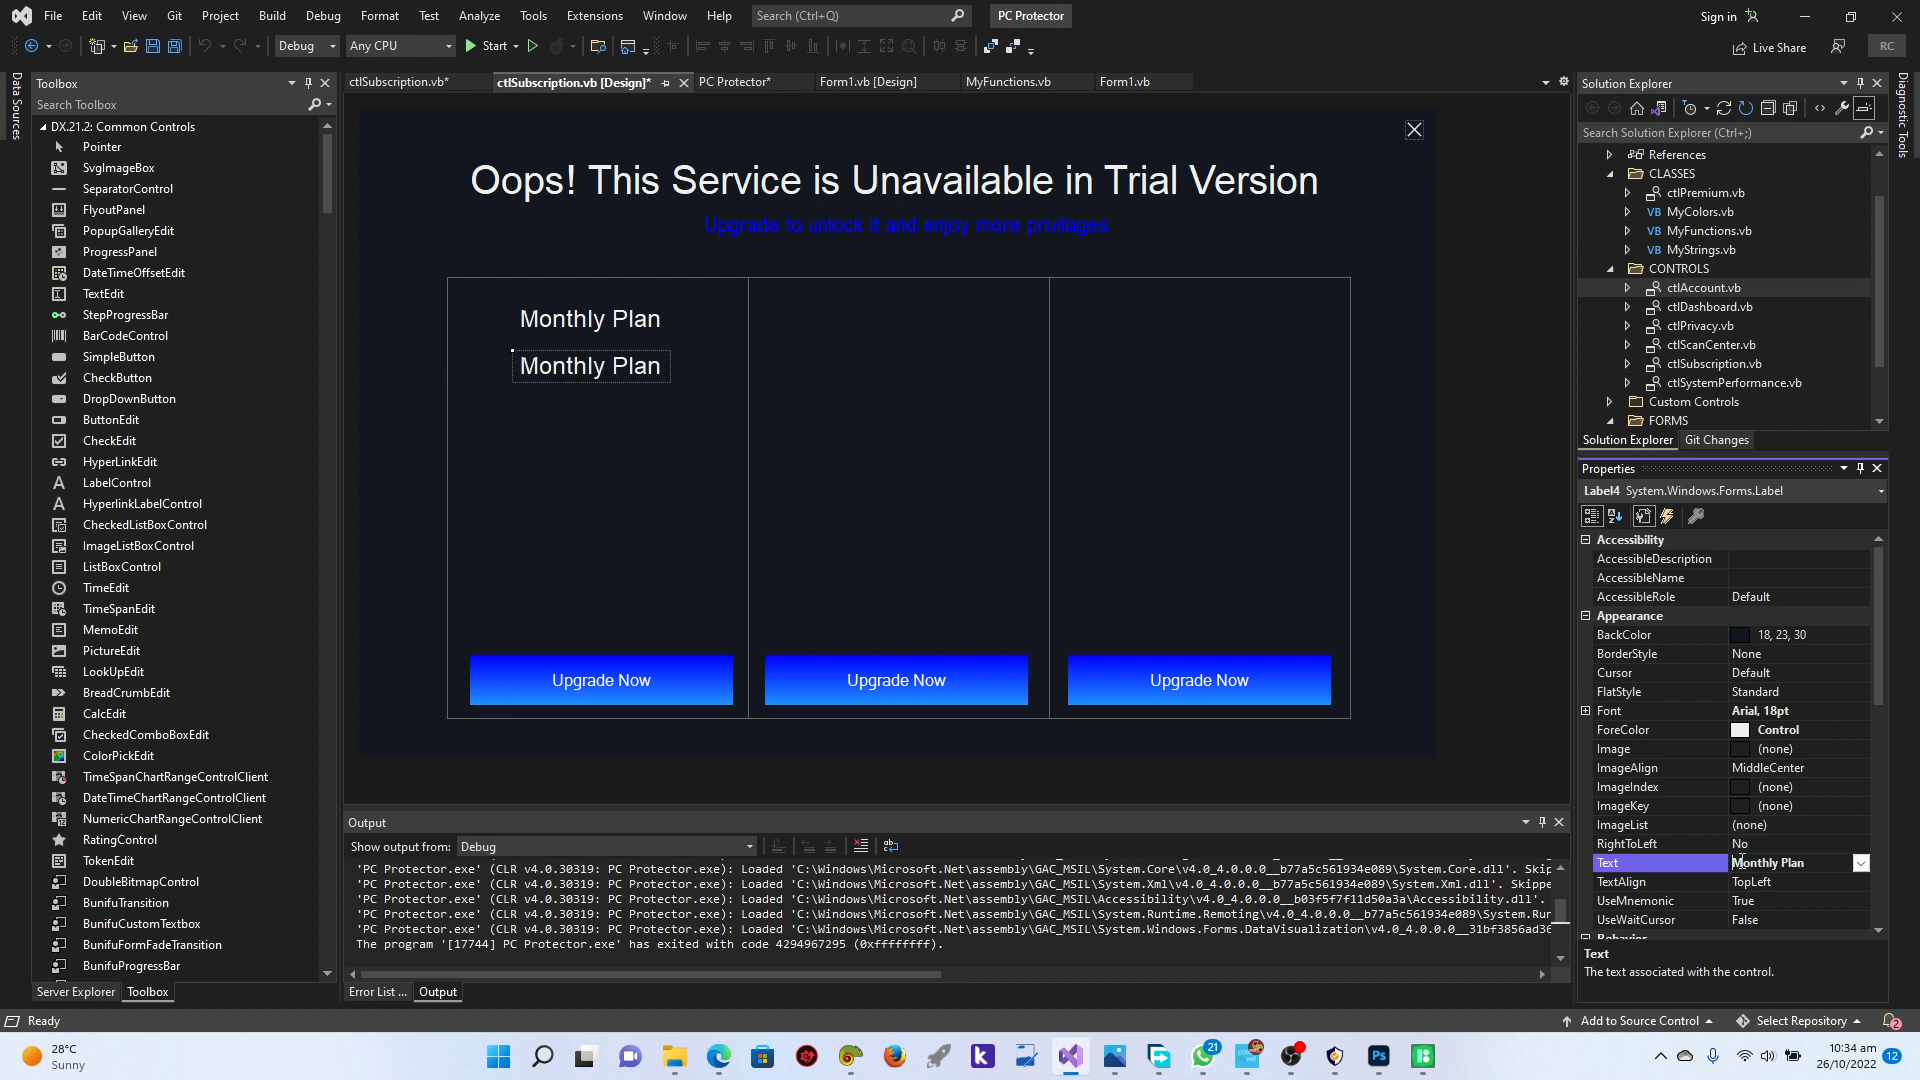 File Edit View Git Project Build Debug Format Test Analyze Tools Extensions Window Help Search (Ctrl+Q) PC Protector Sign in
Debug Any CPU Start Live Share RC
Data Sources
Toolbox
Search Toolbox
DX.21.2: Common Controls
Pointer
SvgImageBox
SeparatorControl
FlyoutPanel
PopupGalleryEdit
ProgressPanel
DateTimeOffsetEdit
TextEdit
StepProgressBar
BarCodeControl
SimpleButton
CheckButton
DropDownButton
ButtonEdit
CheckEdit
HyperLinkEdit
LabelControl
HyperlinkLabelControl
CheckedListBoxControl
ImageListBoxControl
ListBoxControl
TimeEdit
TimeSpanEdit
MemoEdit
PictureEdit
LookUpEdit
BreadCrumbEdit
CalcEdit
CheckedComboBoxEdit
ColorPickEdit
TimeSpanChartRangeControlClient
DateTimeChartRangeControlClient
NumericChartRangeControlClient
RatingControl
TokenEdit
DoubleBitmapControl
BunifuTransition
BunifuCustomTextbox
BunifuFormFadeTransition
BunifuProgressBar
Server Explorer Toolbox
ctlSubscription.vb* ctlSubscription.vb [Design]* PC Protector* Form1.vb [Design] MyFunctions.vb Form1.vb
Oops! This Service is Unavailable in Trial Version
Upgrade to unlock it and enjoy more privilages
Monthly Plan
Monthly Plan
Upgrade Now Upgrade Now Upgrade Now
Output
Show output from: Debug
'PC Protector.exe' (CLR v4.0.30319: PC Protector.exe): Loaded 'C:\Windows\Microsoft.Net\assembly\GAC_MSIL\System.Core\v4.0_4.0.0.0__b77a5c561934e089\System.Core.dll'. Skip
'PC Protector.exe' (CLR v4.0.30319: PC Protector.exe): Loaded 'C:\Windows\Microsoft.Net\assembly\GAC_MSIL\System.Xml\v4.0_4.0.0.0__b77a5c561934e089\System.Xml.dll'. Skippe
'PC Protector.exe' (CLR v4.0.30319: PC Protector.exe): Loaded 'C:\Windows\Microsoft.Net\assembly\GAC_MSIL\Accessibility\v4.0_4.0.0.0__b03f5f7f11d50a3a\Accessibility.dll'.
'PC Protector.exe' (CLR v4.0.30319: PC Protector.exe): Loaded 'C:\Windows\Microsoft.Net\assembly\GAC_MSIL\System.Runtime.Remoting\v4.0_4.0.0.0__b77a5c561934e089\System.Run
'PC Protector.exe' (CLR v4.0.30319: PC Protector.exe): Loaded 'C:\Windows\Microsoft.Net\assembly\GAC_MSIL\System.Windows.Forms.DataVisualization\v4.0_4.0.0.0__31bf3856ad36
The program '[17744] PC Protector.exe' has exited with code 4294967295 (0xffffffff).
Error List ... Output
Solution Explorer
Search Solution Explorer (Ctrl+;)
References
CLASSES
ctlPremium.vb
VB MyColors.vb
VB MyFunctions.vb
VB MyStrings.vb
CONTROLS
ctlAccount.vb
ctlDashboard.vb
ctlPrivacy.vb
ctlScanCenter.vb
ctlSubscription.vb
ctlSystemPerformance.vb
Custom Controls
FORMS
Solution Explorer Git Changes
Properties
Label4 System.Windows.Forms.Label
Accessibility
AccessibleDescription
AccessibleName
AccessibleRole Default
Appearance
BackColor 18, 23, 30
BorderStyle None
Cursor Default
FlatStyle Standard
Font Arial, 18pt
ForeColor Control
Image (none)
ImageAlign MiddleCenter
ImageIndex (none)
ImageKey (none)
ImageList (none)
RightToLeft No
Text Monthly Plan
TextAlign TopLeft
UseMnemonic True
UseWaitCursor False
Behavior
Text
The text associated with the control.
Diagnostic Tools
Ready Add to Source Control Select Repository 2
28°C
Sunny
21
10:34 am
26/10/2022
12